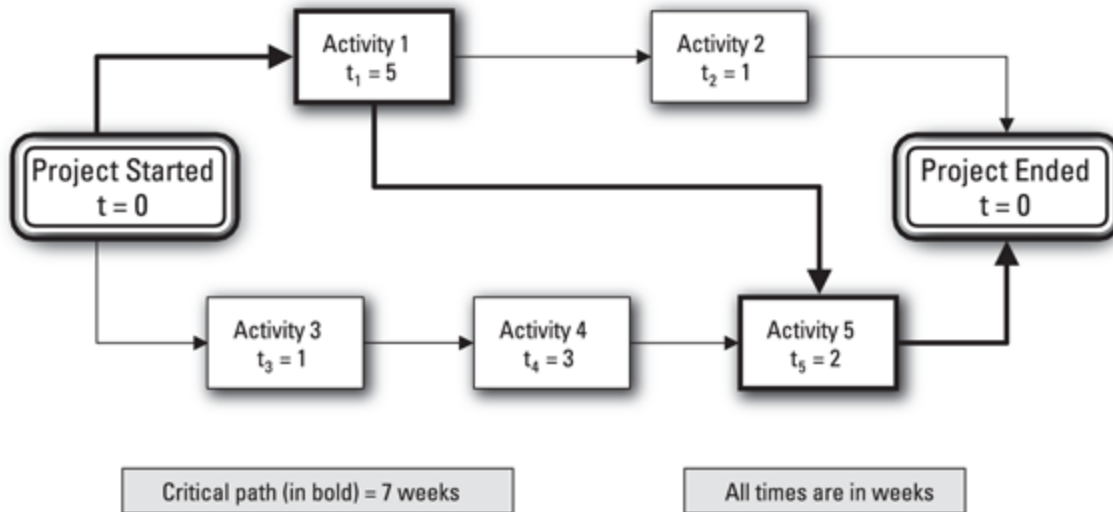 Activity 1
t₁ = 5
Activity 2
t₂ = 1
Project Started
t = 0
Project Ended
t = 0
Activity 3
t₃ = 1
Activity 4
t₄ = 3
Activity 5
t₅ = 2
Critical path (in bold) = 7 weeks
All times are in weeks